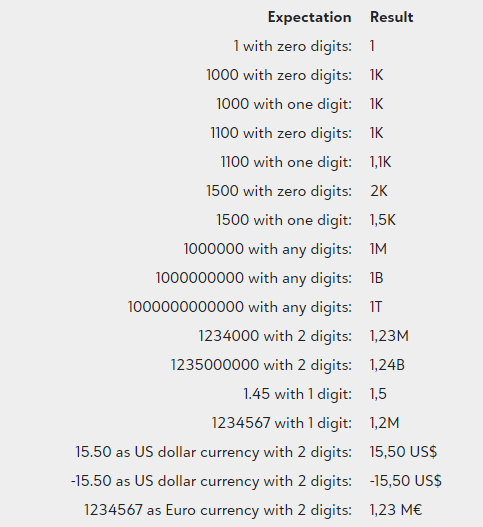 Expectation Result
1 with zero digits: 1
1000 with zero digits: 1K
1000 with one digit: 1K
1100 with zero digits: 1K
1100 with one digit: 1,1K
1500 with zero digits: 2K
1500 with one digit: 1,5K
1000000 with any digits: 1M
1000000000 with any digits: 1B
1000000000000 with any digits: 1T
1234000 with 2 digits: 1,23M
1235000000 with 2 digits: 1,24B
1.45 with 1 digit: 1,5
1234567 with 1 digit: 1,2M
15.50 as US dollar currency with 2 digits: 15,50 US$
-15.50 as US dollar currency with 2 digits: -15,50 US$
1234567 as Euro currency with 2 digits: 1,23 M€